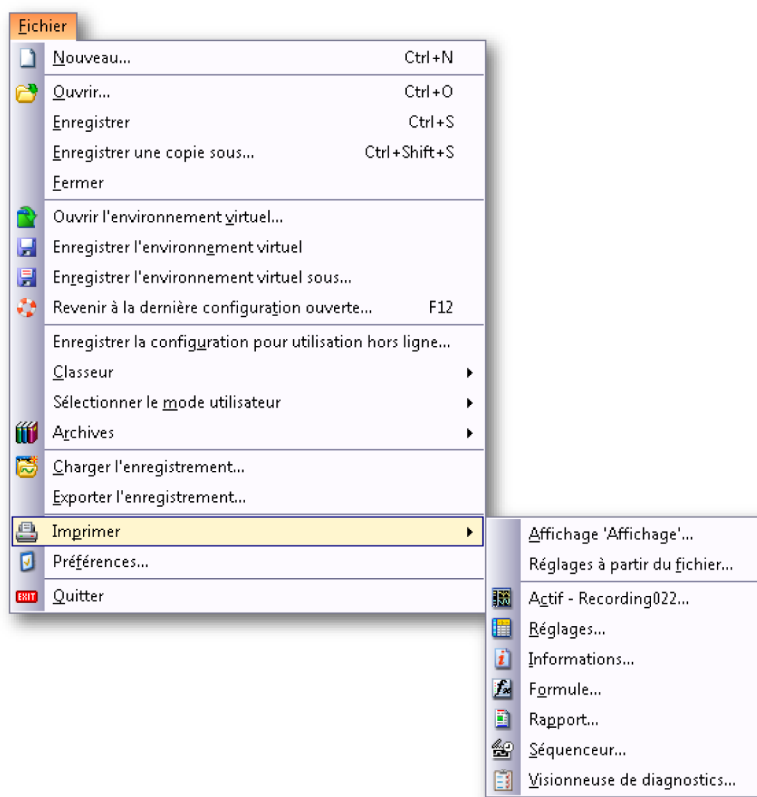 Fichier
Nouveau... Ctrl+N
Ouvrir... Ctrl+O
Enregistrer Ctrl+S
Enregistrer une copie sous... Ctrl+Shift+S
Fermer
Ouvrir l'environnement virtuel...
Enregistrer l'environnement virtuel
Enregistrer l'environnement virtuel sous...
Revenir à la dernière configuration ouverte... F12
Enregistrer la configuration pour utilisation hors ligne...
Classeur
Sélectionner le mode utilisateur
Archives
Charger l'enregistrement...
Exporter l'enregistrement...
Imprimer
Préférences...
EXIT Quitter
Affichage 'Affichage'...
Réglages à partir du fichier...
Actif - Recording022...
Réglages...
Informations...
Formule...
Rapport...
Séquenceur...
Visionneuse de diagnostics...